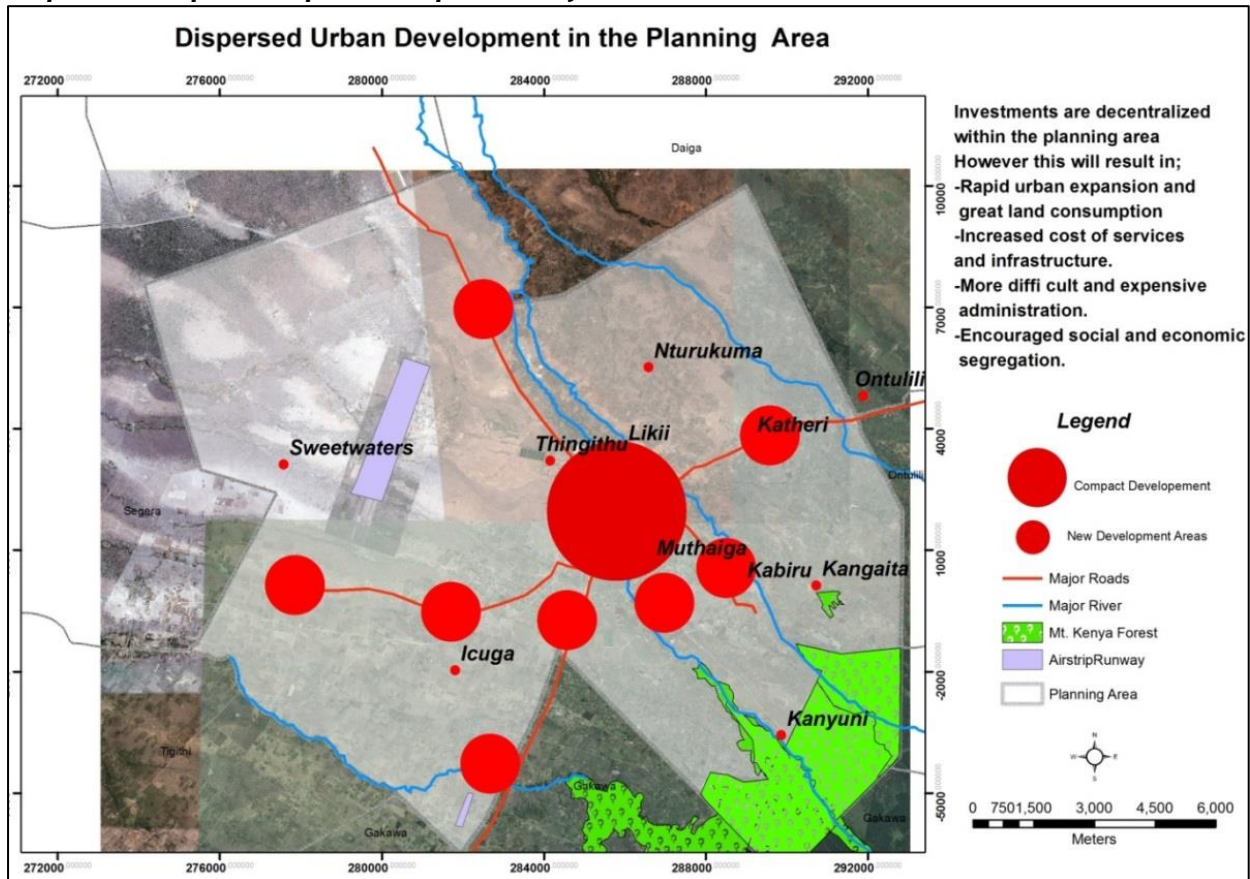 Dispersed Urban Development in the Planning Area
272000 276000 280000 284000 288000 292000
Daiga
Investments are decentralized
within the planning area
However this will result in;
-Rapid urban expansion and
great land consumption
-Increased cost of services
and infrastructure.
-More diffi cult and expensive
administration.
-Encouraged social and economic
segregation.
10000
7000
4000
1000
-2000
-5000
Nturukuma
Ontulili
Likii
Katheri
Thingithu
Sweetwaters
Ontulili
Segara
Muthaiga
Kabiru
Kangaita
Icuga
Kanyuni
Tigithi
Gakawa
Gakawa
Gakawa
Legend
Compact Developement
New Development Areas
Major Roads
Major River
Mt. Kenya Forest
AirstripRunway
Planning Area
N
W E
S
0 750 1,500 3,000 4,500 6,000
Meters
272000 276000 280000 284000 288000 292000